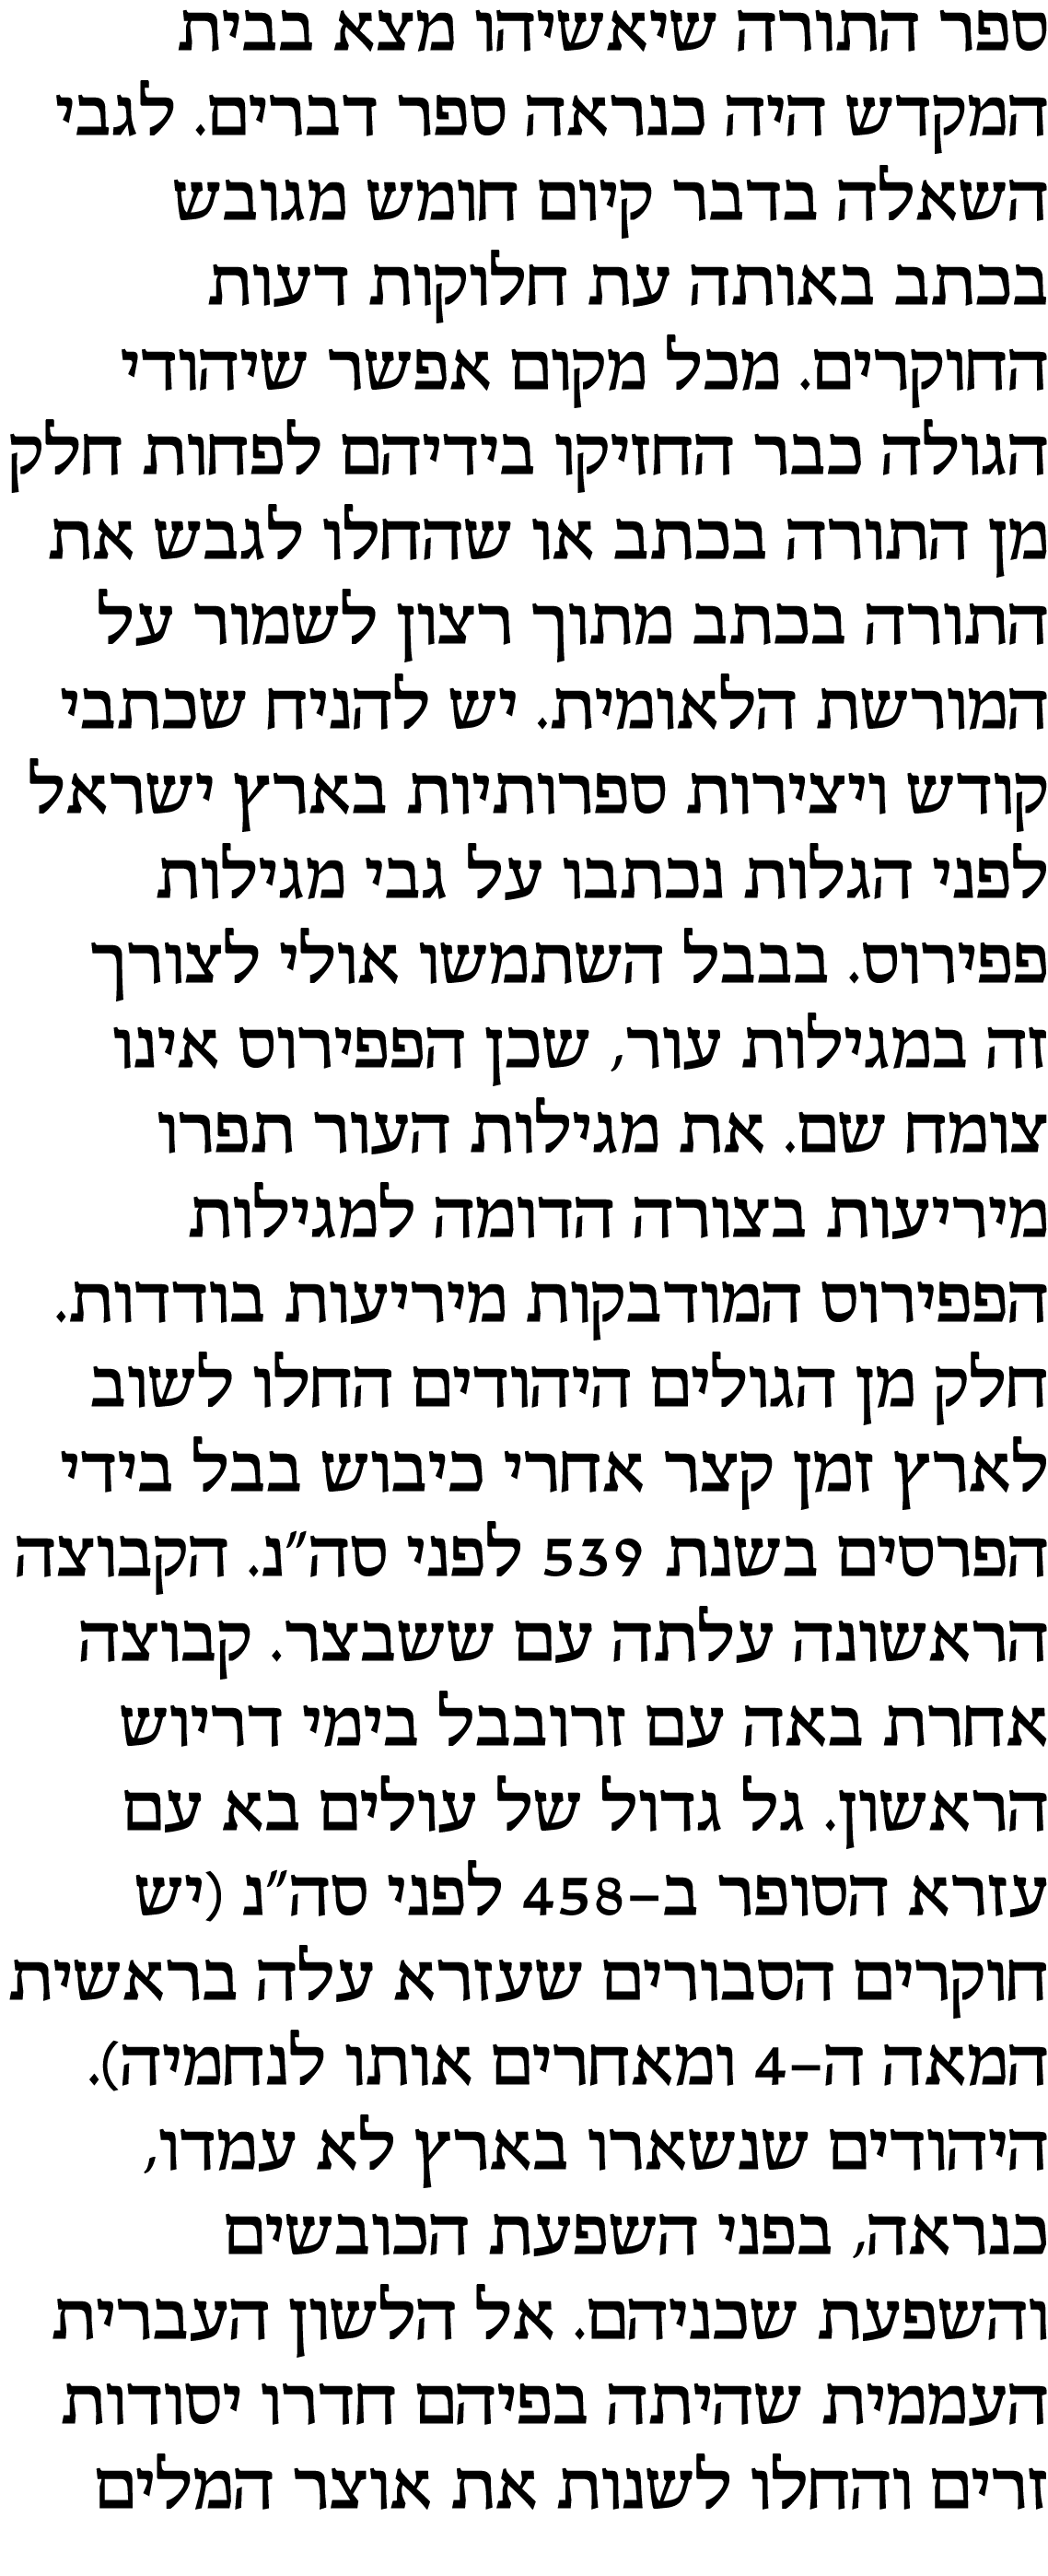 ספר התורה שיאשיהו מצא בבית
המקדש היה כנראה ספר דברים. לגבי
השאלה בדבר קיום חומש מגובש
בכתב באותה עת חלוקות דעות
החוקרים. מכל מקום אפשר שיהודי
הגולה כבר החזיקו בידיהם לפחות חלק
מן התורה בכתב או שהחלו לגבש את
התורה בכתב מתוך רצון לשמור על
המורשת הלאומית. יש להניח שכתבי
קודש ויצירות ספרותיות בארץ ישראל
לפני הגלות נכתבו על גבי מגילות
פפירוס. בבבל השתמשו אולי לצורך
זה במגילות עור, שכן הפפירוס אינו
צומח שם. את מגילות העור תפרו
מיריעות בצורה הדומה למגילות
הפפירוס המודבקות מיריעות בודדות.
חלק מן הגולים היהודים החלו לשוב
לארץ זמן קצר אחרי כיבוש בבל בידי
הפרסים בשנת 539 לפני סה״נ. הקבוצה
הראשונה עלתה עם ששבצר. קבוצה
אחרת באה עם זרובבל בימי דריוש
הראשון. גל גדול של עולים בא עם
עזרא הסופר ב–458 לפני סה״נ (יש
חוקרים הסבורים שעזרא עלה בראשית
המאה ה–4 ומאחרים אותו לנחמיה).
היהודים שנשארו בארץ לא עמדו,
כנראה, בפני השפעת הכובשים
והשפעת שכניהם. אל הלשון העברית
העממית שהיתה בפיהם חדרו יסודות
זרים והחלו לשנות את אוצר המלים